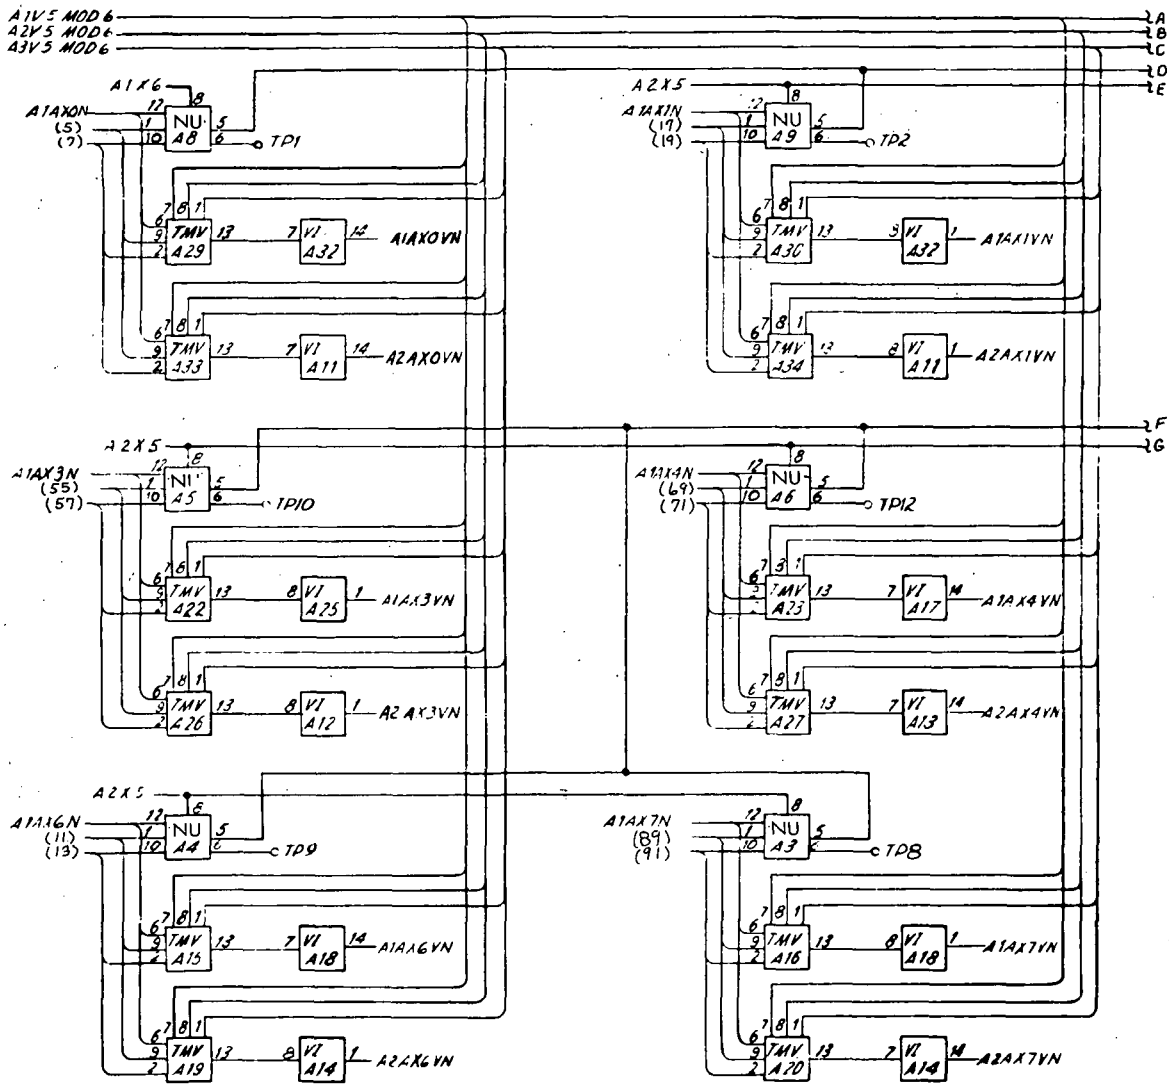 A1V5 MOD 6
A2V5 MOD 6
A3V5 MOD 6
A
B
C
D
E
A1X6
8
A1AX0N 12
(5) 1
(7) 10
NU
A8
5
6 TP1
A2X5
8
A1AX1N 12
(17) 1
(19) 10
NU
A9
5
6 TP2
7 8 1
6
9
2
TMV
A29
13 7 VI
A32
14 A1AX0VN
7 8 1
6
9
2
TMV
A30
13 8 VI
A32
1 A1AX1VN
7 8 1
6
9
2
TMV
A33
13 7 VI
A11
14 A2AX0VN
7 8 1
6
9
2
TMV
A34
13 8 VI
A11
1 A2AX1VN
F
G
A2X5
8
A1AX3N 12
(55) 1
(57) 10
A5
5
6 TP10
8
A1AX4N 12
(69) 1
(71) 10
NU
A6
5
6 TP12
7 6 1
6
9
TMV
A22
13 8 VI
A25
1 A1AX3VN
7 3 1
6
TMV
A23
13 7 VI
A17
14 A1AX4VN
7 8 1
6
9
2
TMV
A26
13 8 VI
A12
1 A2AX3VN
7 8 1
6
9
TMV
A27
13 7 VI
A13
14 A2AX4VN
A2X5
8
A1AX6N 12
(11) 1
(13) 10
NU
A4
5
TP9
8
A1AX7N 12
(89) 1
(91) 10
NU
A3
5
TP8
7 8 1
6
9
2
TMV
A15
13 7 VI
A18
14 A1AX6VN
7 8 1
6
9
2
TMV
A16
13 8 VI
A18
1 A1AX7VN
7 8 1
6
9
2
TMV
A19
13 8 VI
A14
1 A2AX6VN
7 8 1
6
9
2
TMV
A20
13 7 VI
A14
14 A2AX7VN